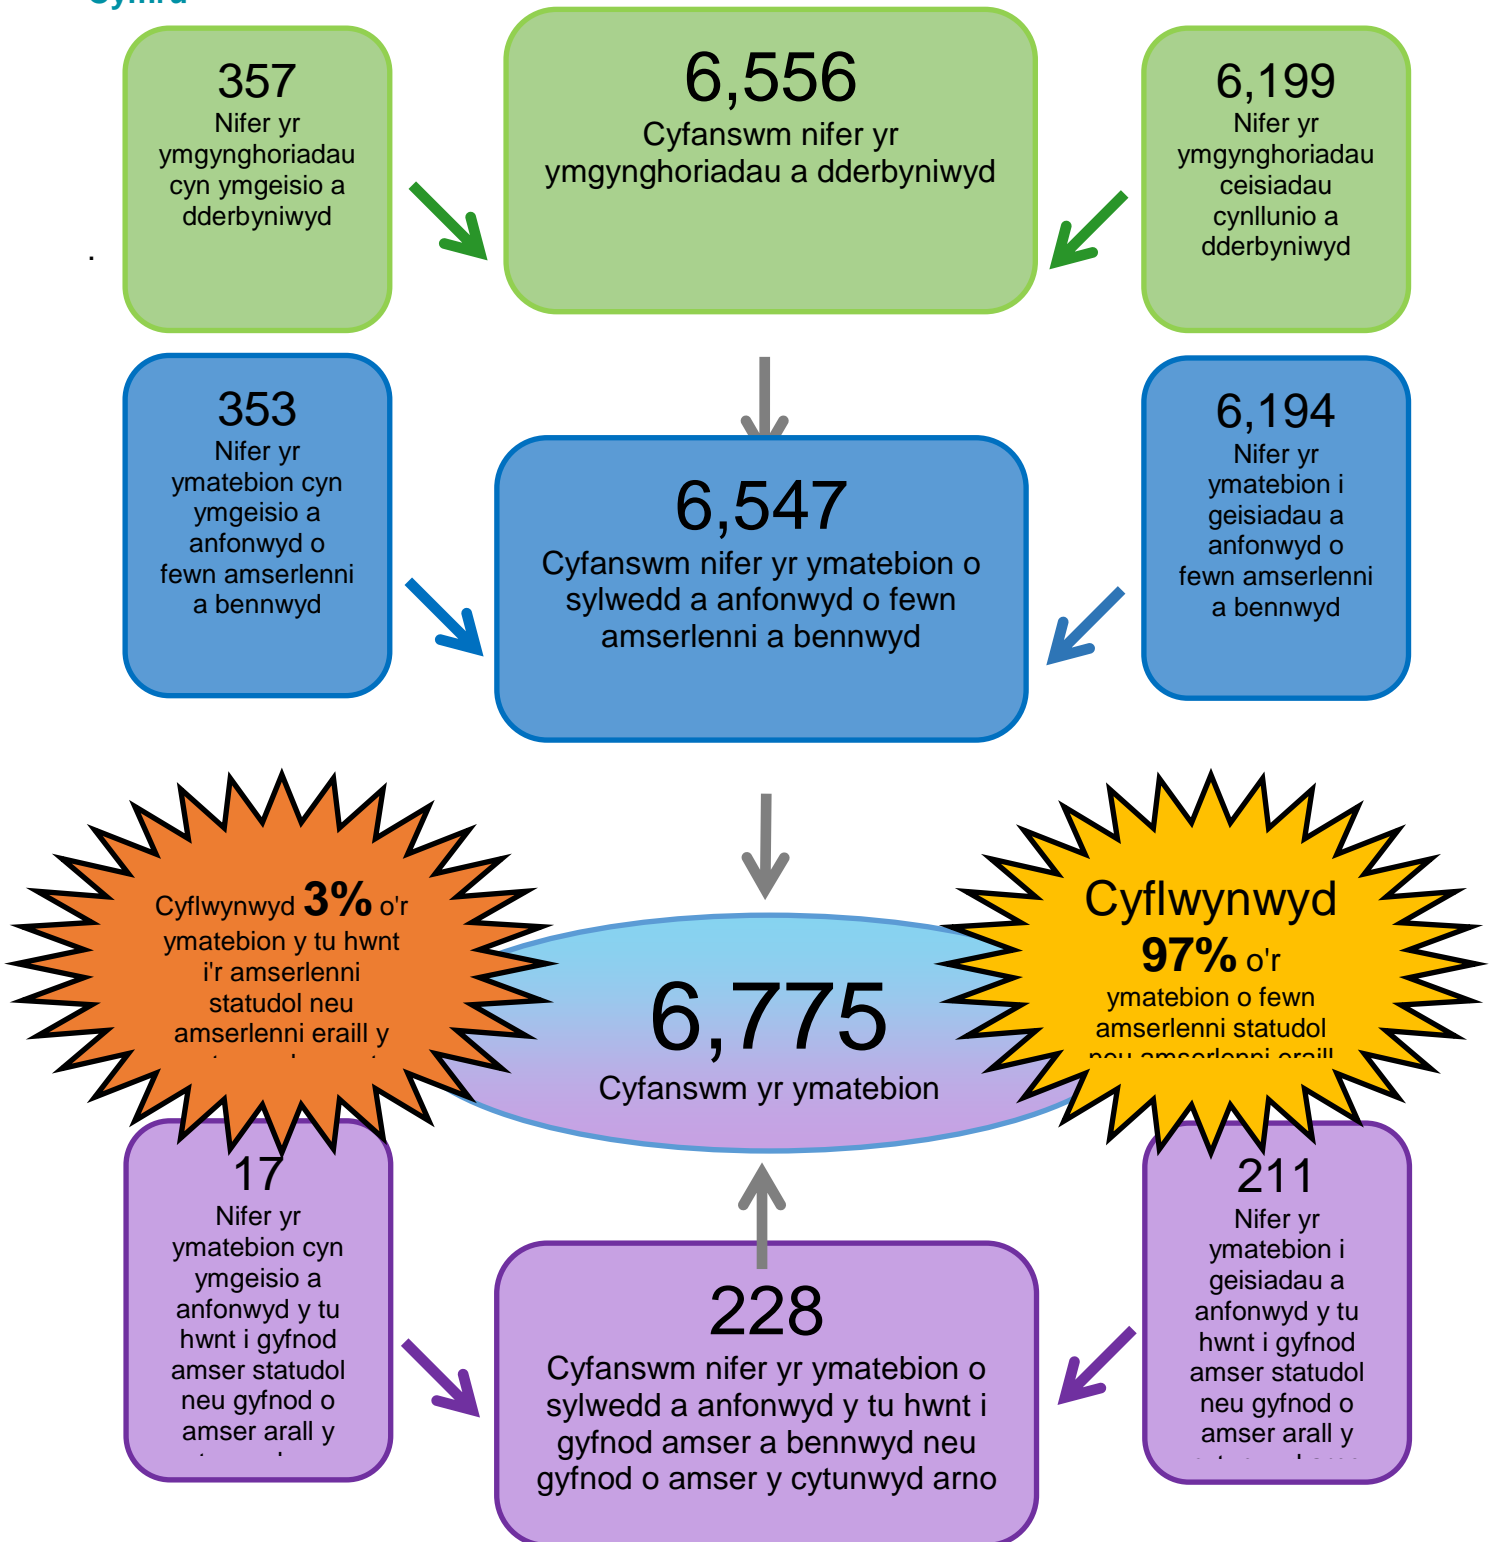 357
Nifer yr
ymgynghoriadau
cyn ymgeisio a
dderbyniwyd
6,556
Cyfanswm nifer yr
ymgynghoriadau a dderbyniwyd
6,199
Nifer yr
ymgynghoriadau
ceisiadau
cynllunio a
dderbyniwyd
.
353
Nifer yr
ymatebion cyn
ymgeisio a
anfonwyd o
fewn amserlenni
a bennwyd
6,547
Cyfanswm nifer yr ymatebion o
sylwedd a anfonwyd o fewn
amserlenni a bennwyd
6,194
Nifer yr
ymatebion i
geisiadau a
anfonwyd o
fewn amserlenni
a bennwyd
Cyflwynwyd 3% o'r
ymatebion y tu hwnt
i'r amserlenni
statudol neu
amserlenni eraill y
6,775
Cyfanswm yr ymatebion
Cyflwynwyd
97% o'r
ymatebion o fewn
amserlenni statudol
neu amserlenni eraill
17
Nifer yr
ymatebion cyn
ymgeisio a
anfonwyd y tu
hwnt i gyfnod
amser statudol
neu gyfnod o
amser arall y
228
Cyfanswm nifer yr ymatebion o
sylwedd a anfonwyd y tu hwnt i
gyfnod amser a bennwyd neu
gyfnod o amser y cytunwyd arno
211
Nifer yr
ymatebion i
geisiadau a
anfonwyd y tu
hwnt i gyfnod
amser statudol
neu gyfnod o
amser arall y